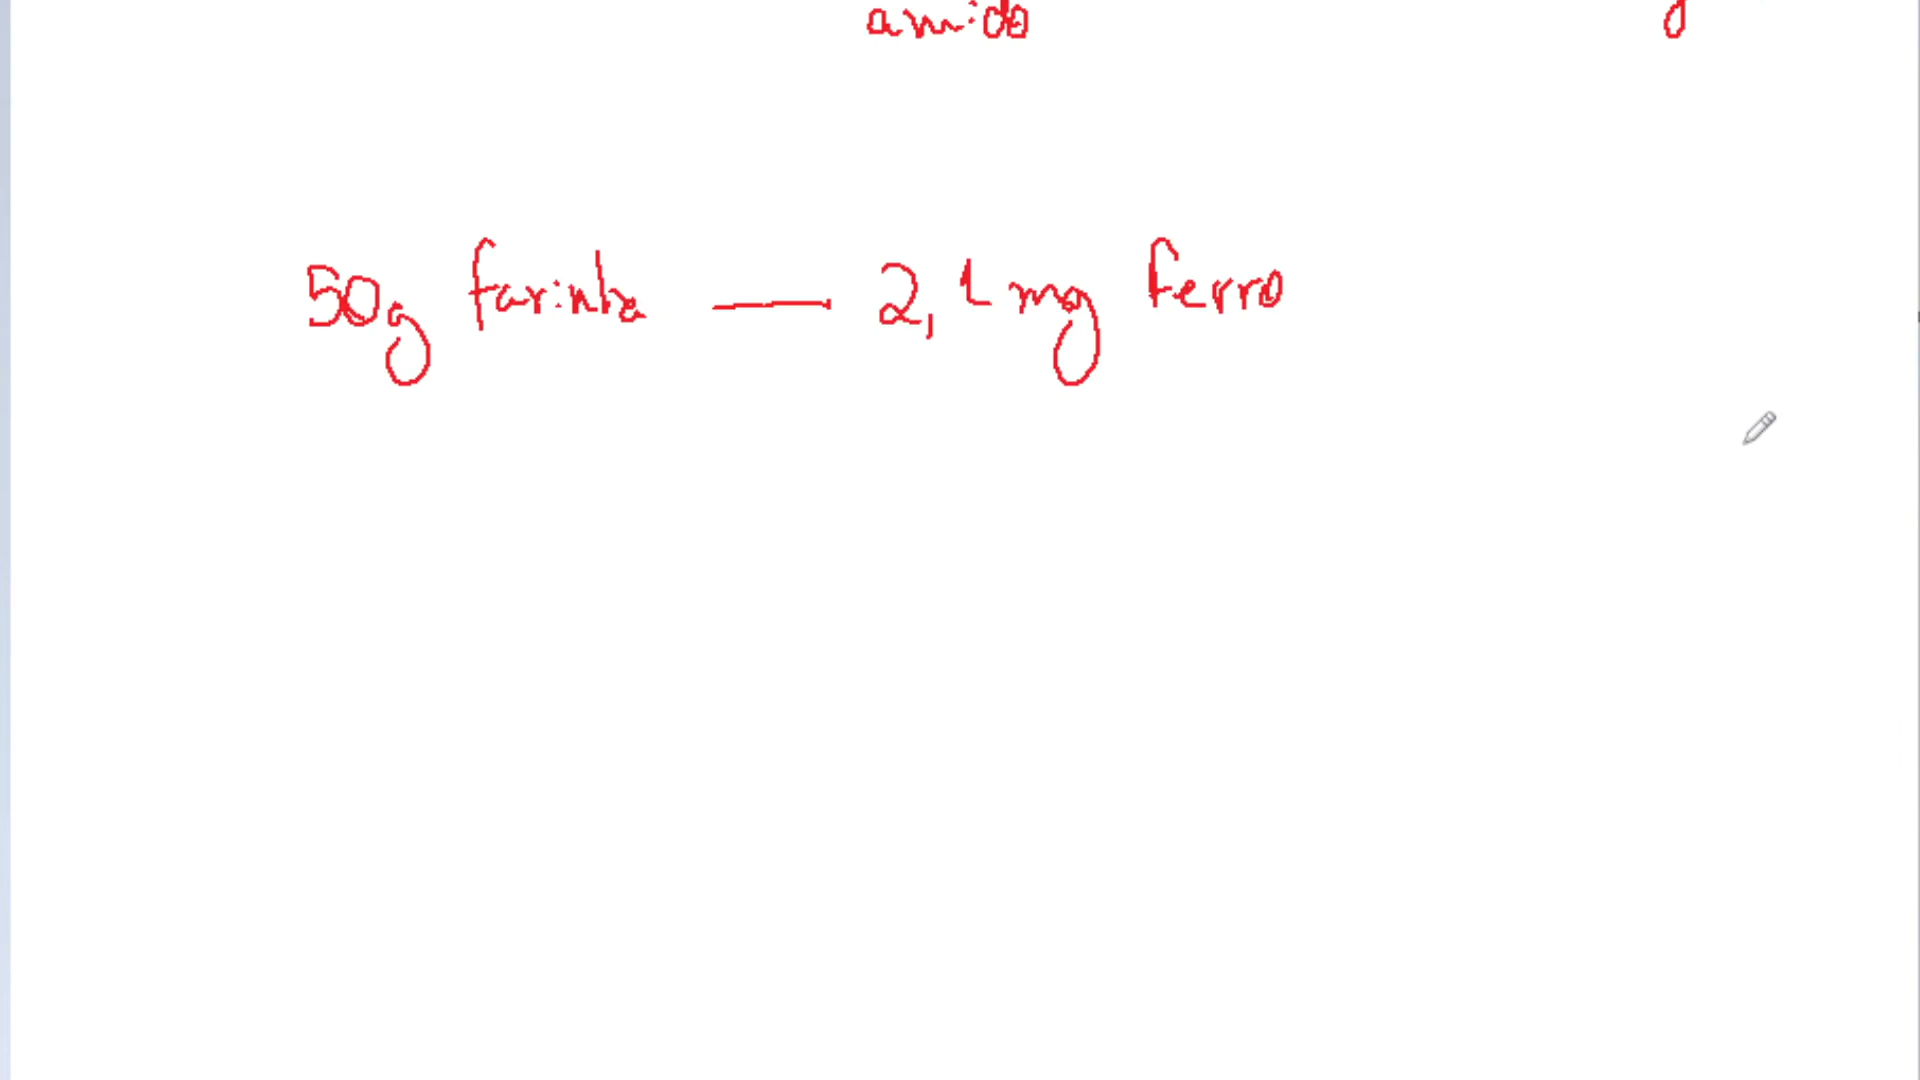 amido g
50g farinha — 2,1 mg ferro